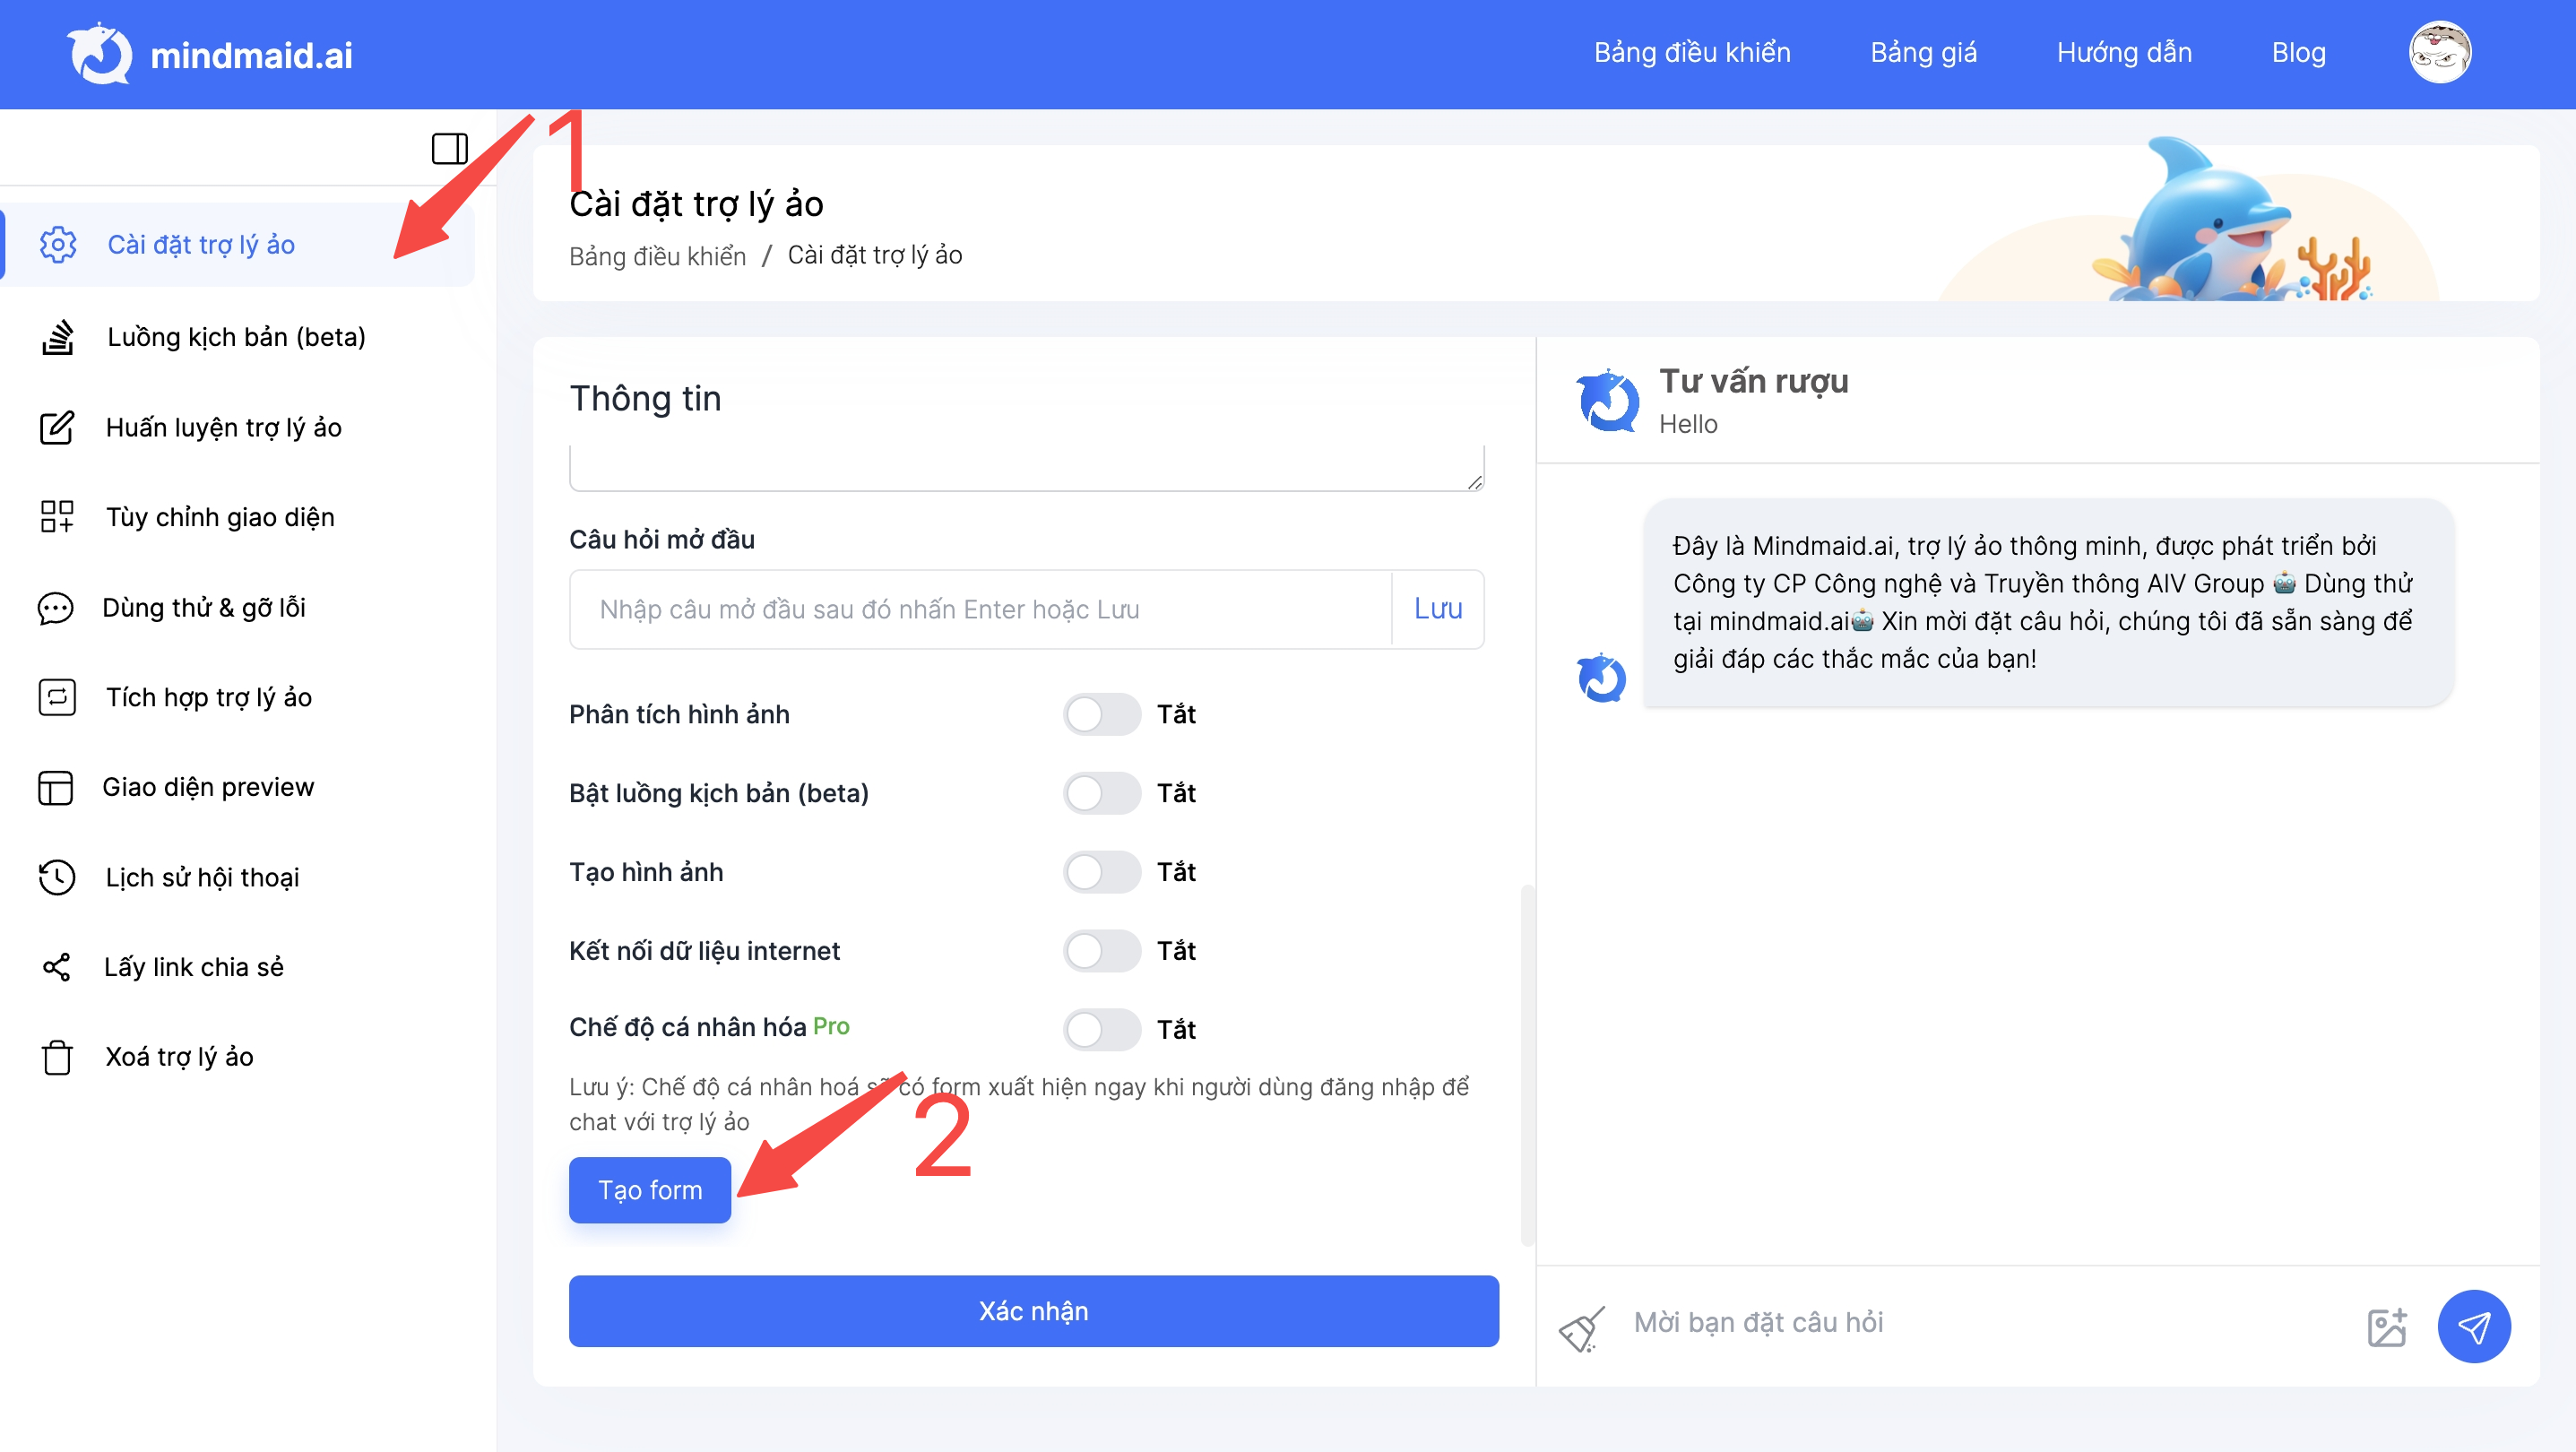 mindmaid.ai
Bảng điều khiển
Bảng giá
Hướng dẫn
Blog
1
Cài đặt trợ lý ảo
Luồng kịch bản (beta)
Huấn luyện trợ lý ảo
Tùy chỉnh giao diện
Dùng thử & gỡ lỗi
Tích hợp trợ lý ảo
Giao diện preview
Lịch sử hội thoại
Lấy link chia sẻ
Xoá trợ lý ảo
Cài đặt trợ lý ảo
Bảng điều khiển / Cài đặt trợ lý ảo
Thông tin
Câu hỏi mở đầu
Nhập câu mở đầu sau đó nhấn Enter hoặc Lưu
Lưu
Phân tích hình ảnh Tắt
Bật luồng kịch bản (beta) Tắt
Tạo hình ảnh Tắt
Kết nối dữ liệu internet Tắt
Chế độ cá nhân hóa Pro Tắt
Lưu ý: Chế độ cá nhân hoá sẽ có form xuất hiện ngay khi người dùng đăng nhập để
chat với trợ lý ảo
2
Tạo form
Xác nhận
Tư vấn rượu
Hello
Đây là Mindmaid.ai, trợ lý ảo thông minh, được phát triển bởi
Công ty CP Công nghệ và Truyền thông AIV Group 🤖 Dùng thử
tại mindmaid.ai🤖 Xin mời đặt câu hỏi, chúng tôi đã sẵn sàng để
giải đáp các thắc mắc của bạn!
Mời bạn đặt câu hỏi